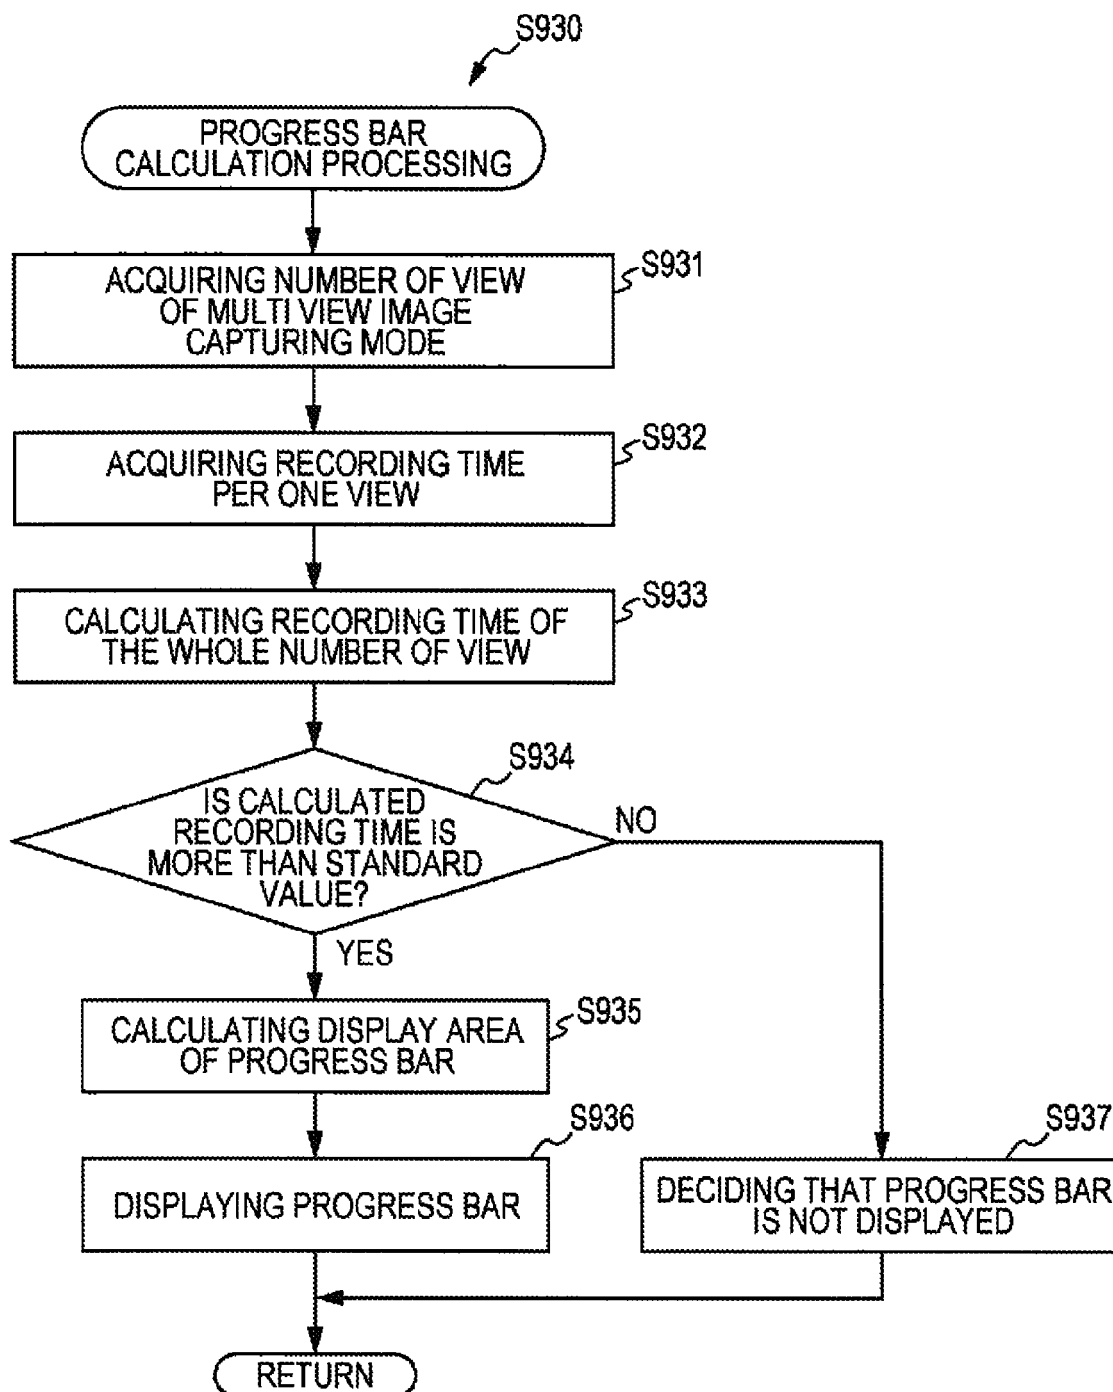 S930
PROGRESS BAR
CALCULATION PROCESSING
S931
ACQUIRING NUMBER OF VIEW
OF MULTI VIEW IMAGE
CAPTURING MODE
S932
ACQUIRING RECORDING TIME
PER ONE VIEW
S933
CALCULATING RECORDING TIME OF
THE WHOLE NUMBER OF VIEW
S934
IS CALCULATED
RECORDING TIME IS
MORE THAN STANDARD
VALUE?
NO
YES
S935
CALCULATING DISPLAY AREA
OF PROGRESS BAR
S936
DISPLAYING PROGRESS BAR
S937
DECIDING THAT PROGRESS BAR
IS NOT DISPLAYED
RETURN